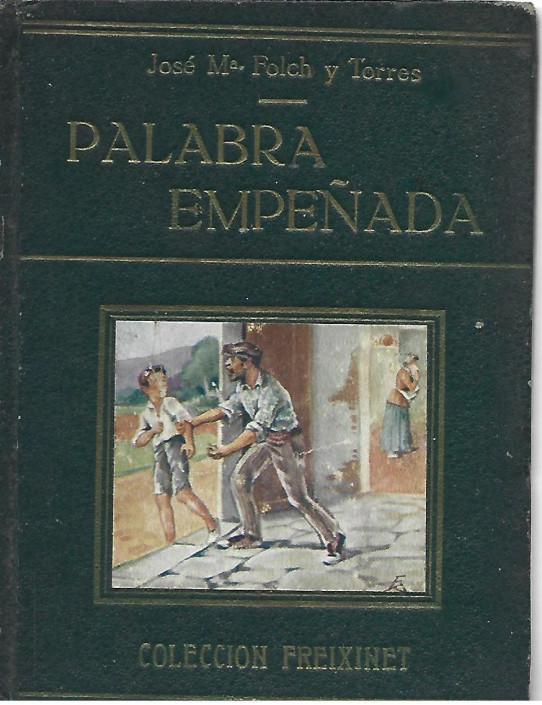 José Mª. Folch y Torres
PALABRA
EMPEÑADA
COLECCION FREIXINET